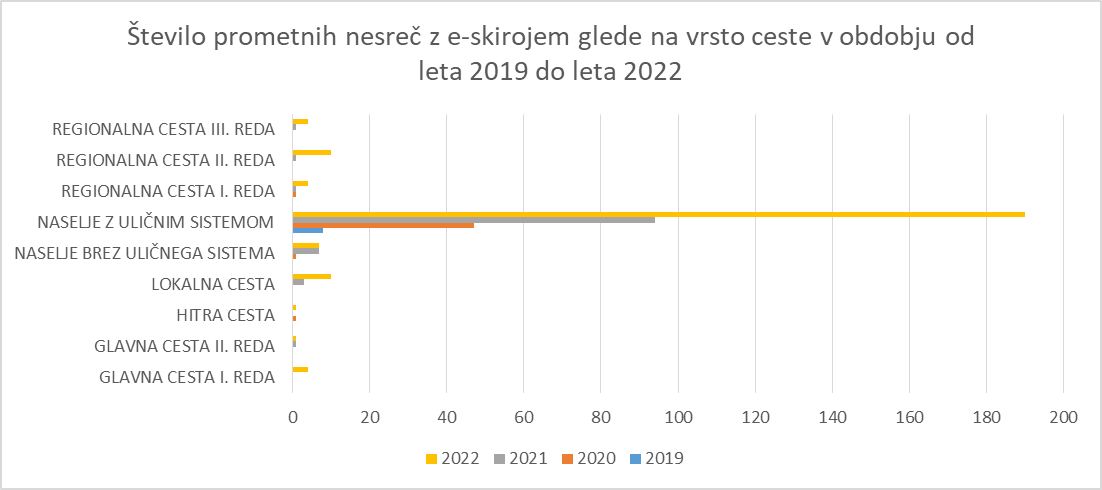 Število prometnih nesreč z e-skirojem glede na vrsto ceste v obdobju od
leta 2019 do leta 2022
REGIONALNA CESTA III. REDA
REGIONALNA CESTA II. REDA
REGIONALNA CESTA I. REDA
NASELJE Z ULIČNIM SISTEMOM
NASELJE BREZ ULIČNEGA SISTEMA
LOKALNA CESTA
HITRA CESTA
GLAVNA CESTA II. REDA
GLAVNA CESTA I. REDA
0 20 40 60 80 100 120 140 160 180 200
2022 2021 2020 2019